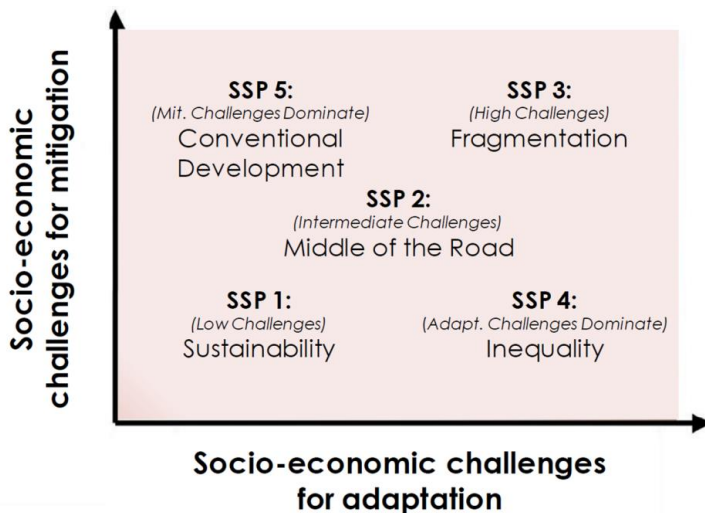 Socio-economic
challenges for mitigation
SSP 5:
(Mit. Challenges Dominate)
Conventional
Development
SSP 3:
(High Challenges)
Fragmentation
SSP 2:
(Intermediate Challenges)
Middle of the Road
SSP 1:
(Low Challenges)
Sustainability
SSP 4:
(Adapt. Challenges Dominate)
Inequality
Socio-economic challenges
for adaptation